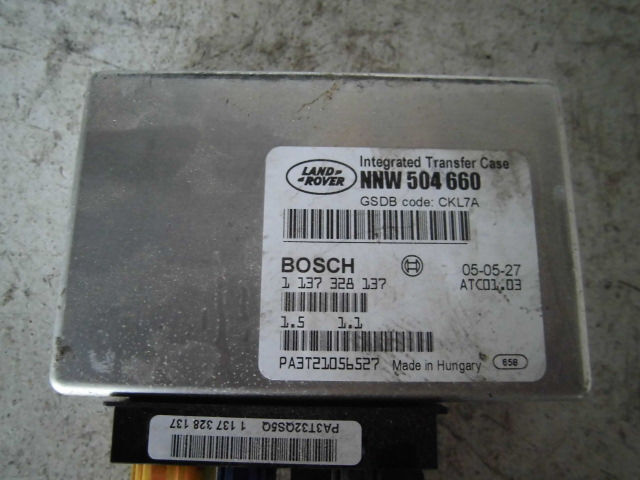 LAND-
-ROVER
Integrated Transfer Case
NNW 504 660
GSDB code: CKL7A
BOSCH
05-05-27
1 137 328 137
ATC01.03
1.5 1.1
PA3T21056527
Made in Hungary
658
PA3T32QS5Q 1 137 328 137